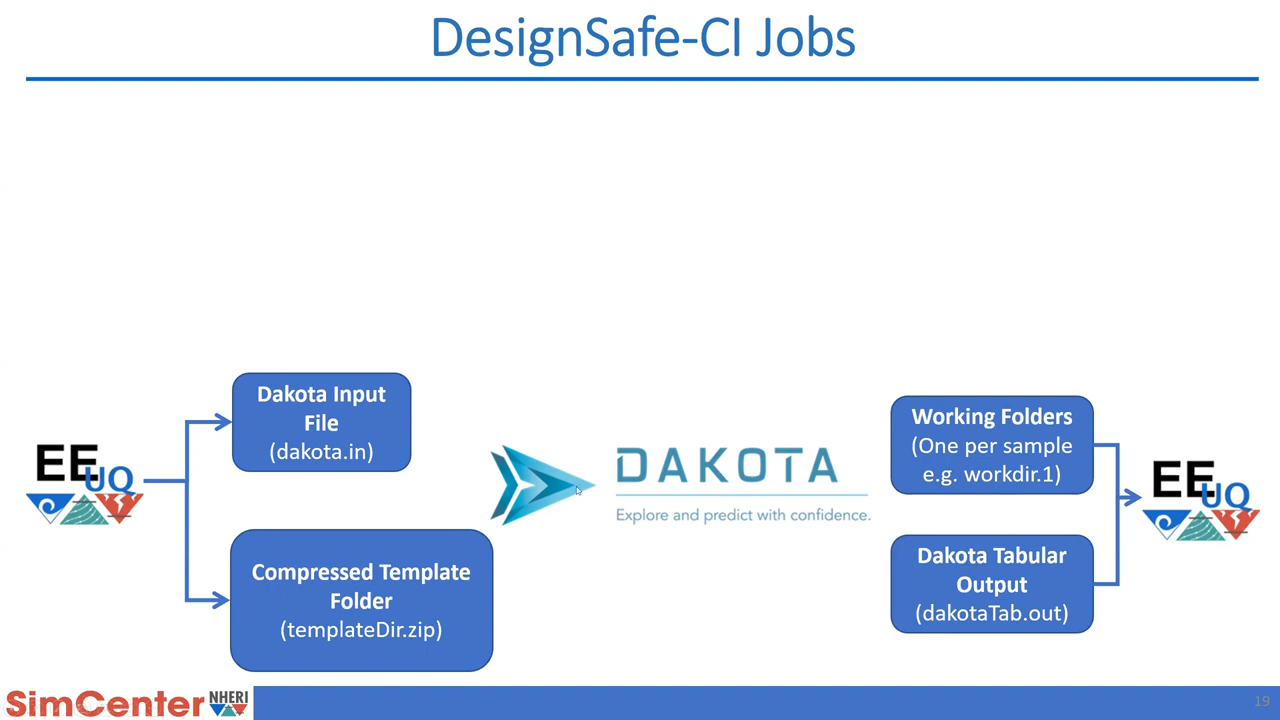 DesignSafe-CI Jobs
Dakota Input
File
(dakota.in)
EE
UQ
Compressed Template
Folder
(templateDir.zip)
DAKOTA
Explore and predict with confidence.
Working Folders
(One per sample
e.g. workdir.1)
Dakota Tabular
Output
(dakotaTab.out)
EE
UQ
SimCenter
NHERI
19